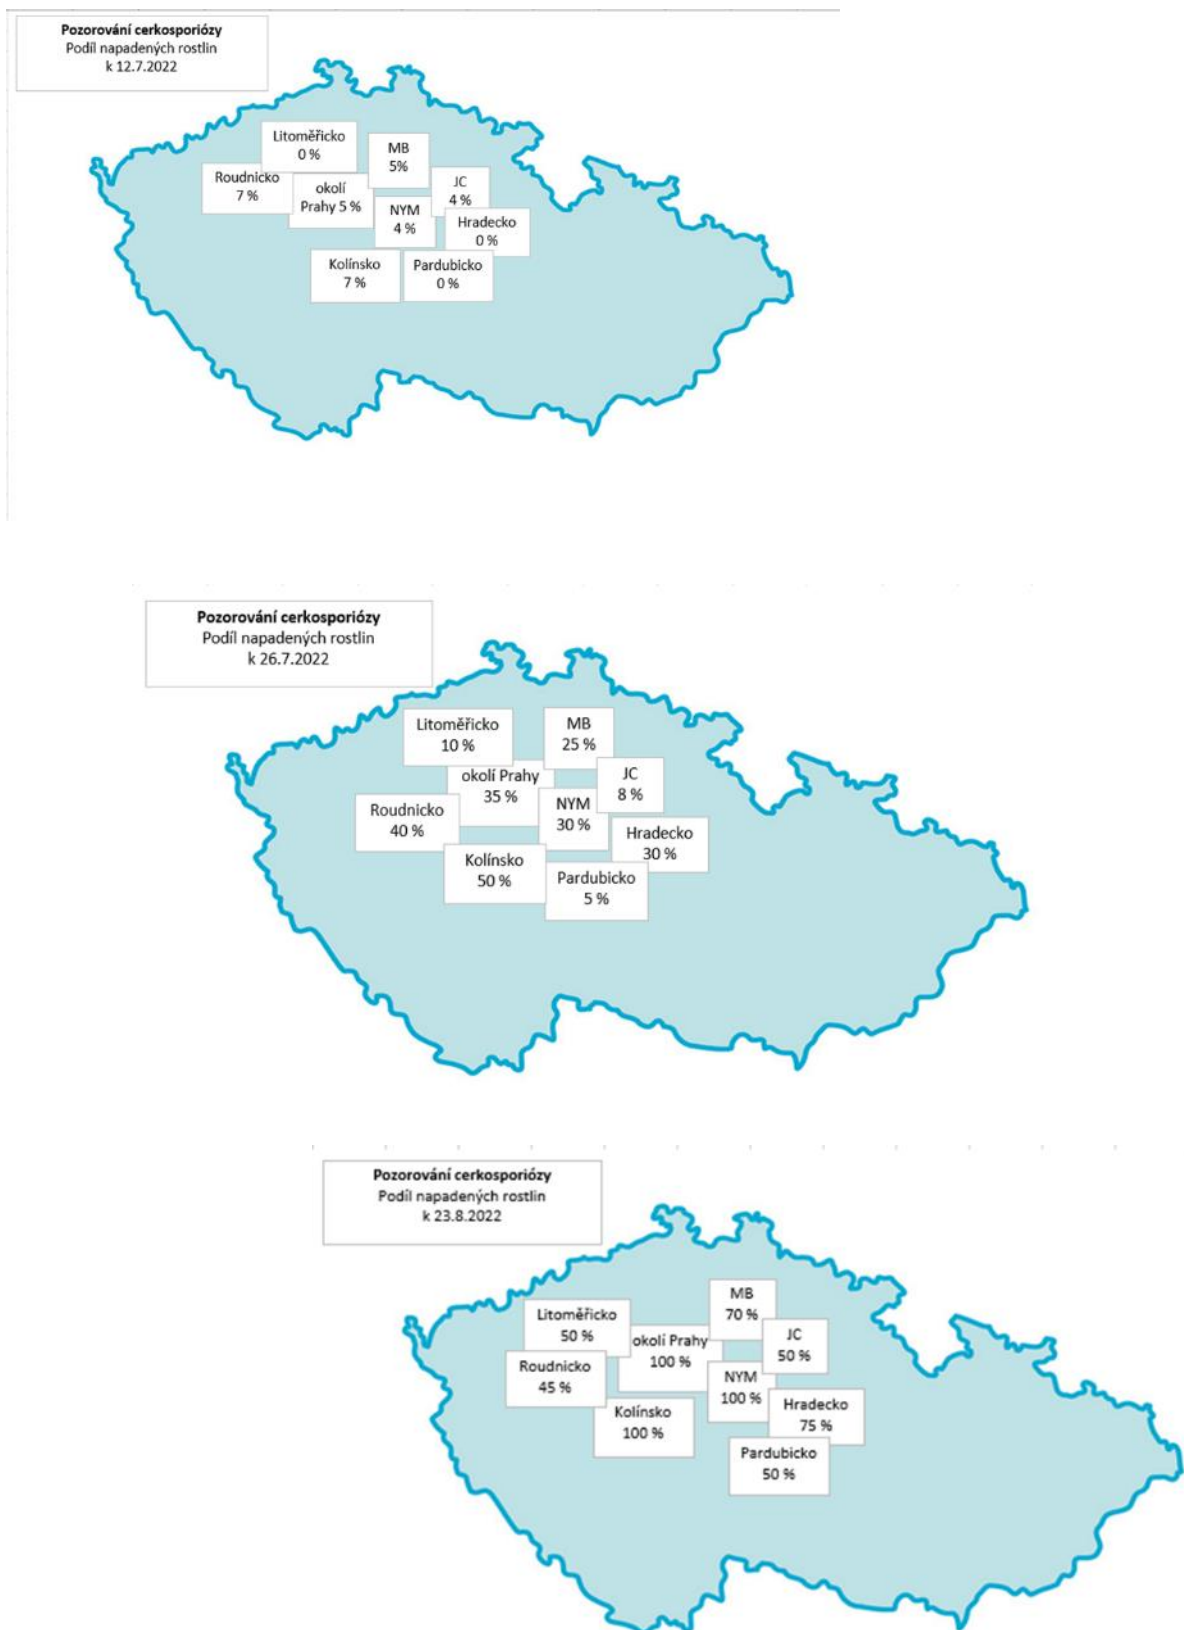 Pozorování cerkosporiózy
Podíl napadených rostlin
k 12.7.2022
Litoměřicko
0 %
MB
5%
Roudnicko
7 %
okolí
Prahy 5 %
JC
4 %
NYM
4 %
Hradecko
0 %
Kolínsko
7 %
Pardubicko
0 %
Pozorování cerkosporiózy
Podíl napadených rostlin
k 26.7.2022
Litoměřicko
10 %
MB
25 %
okolí Prahy
35 %
JC
8 %
Roudnicko
40 %
NYM
30 %
Hradecko
30 %
Kolínsko
50 %
Pardubicko
5 %
Pozorování cerkosporiózy
Podíl napadených rostlin
k 23.8.2022
MB
70 %
Litoměřicko
50 %
okolí Prahy
100 %
JC
50 %
Roudnicko
45 %
NYM
100 %
Hradecko
75 %
Kolínsko
100 %
Pardubicko
50 %